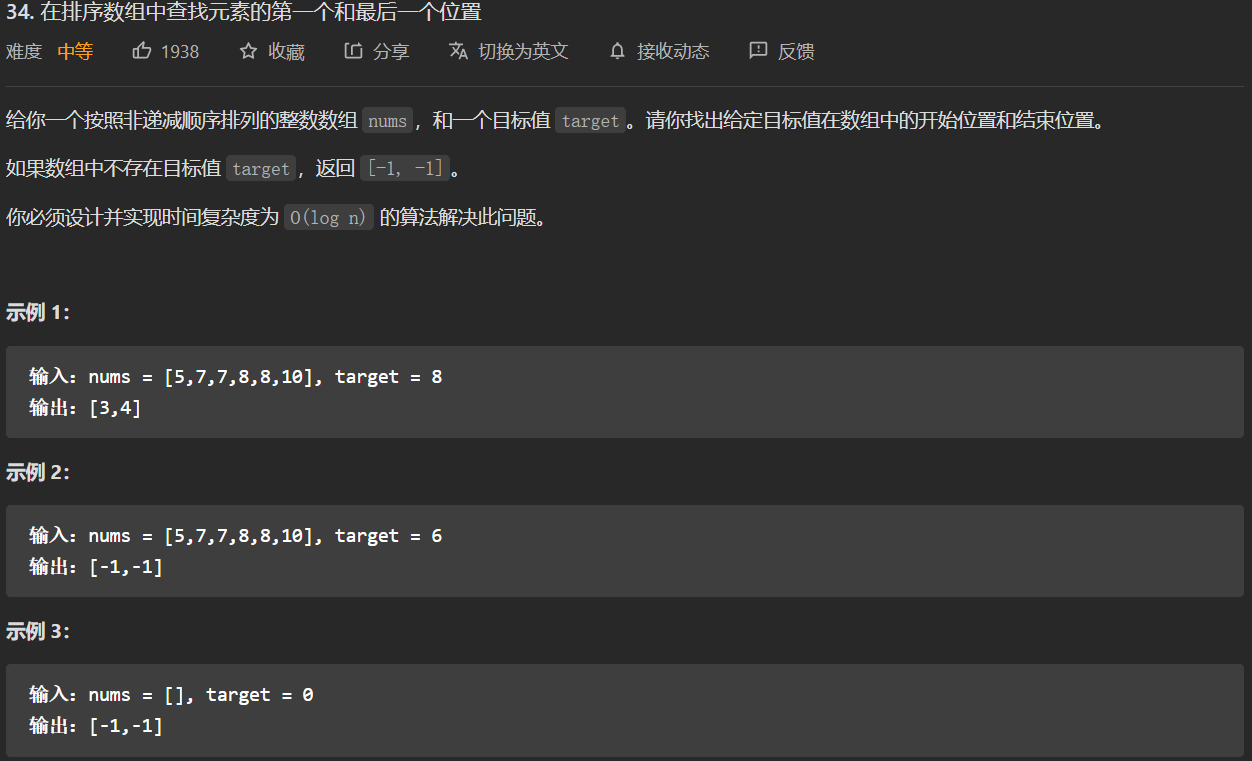 34. 在排序数组中查找元素的第一个和最后一个位置
难度 中等 1938 收藏 分享 切换为英文 接收动态 反馈
给你一个按照非递减顺序排列的整数数组 nums，和一个目标值 target。请你找出给定目标值在数组中的开始位置和结束位置。
如果数组中不存在目标值 target，返回 [-1, -1]。
你必须设计并实现时间复杂度为 O(log n) 的算法解决此问题。
示例 1：
输入：nums = [5,7,7,8,8,10], target = 8
输出：[3,4]
示例 2：
输入：nums = [5,7,7,8,8,10], target = 6
输出：[-1,-1]
示例 3：
输入：nums = [], target = 0
输出：[-1,-1]